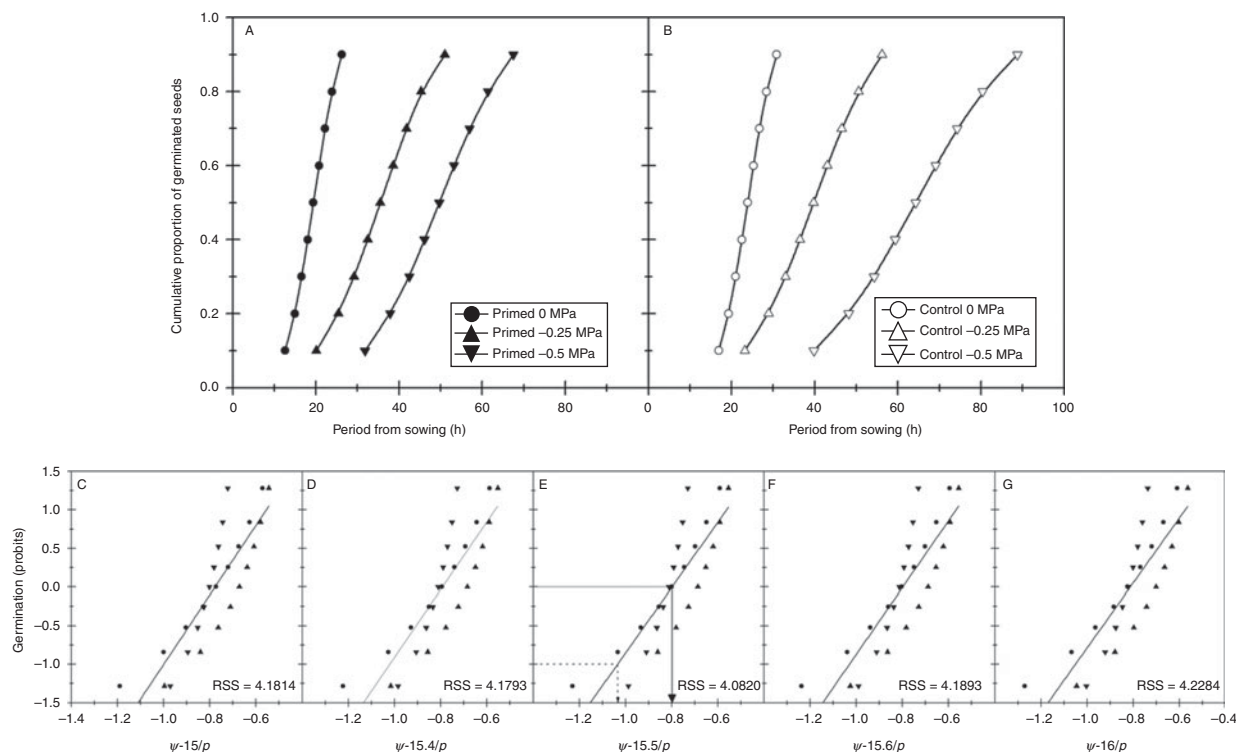 A
B
Cumulative proportion of germinated seeds
1.0
0.8
0.6
0.4
0.2
0.0
Primed 0 MPa
Primed –0.25 MPa
Primed –0.5 MPa
Control 0 MPa
Control –0.25 MPa
Control –0.5 MPa
0 20 40 60 80
0 20 40 60 80 100
Period from sowing (h)
Period from sowing (h)
Germination (probits)
1.5
1.0
0.5
0.0
–0.5
–1.0
–1.5
C
D
E
F
G
RSS = 4.1814
RSS = 4.1793
RSS = 4.0820
RSS = 4.1893
RSS = 4.2284
–1.4 –1.2 –1.0 –0.8 –0.6
–1.2 –1.0 –0.8 –0.6
–1.2 –1.0 –0.8 –0.6
–1.2 –1.0 –0.8 –0.6
–1.2 –1.0 –0.8 –0.6 –0.4
ψ-15/p
ψ-15.4/p
ψ-15.5/p
ψ-15.6/p
ψ-16/p